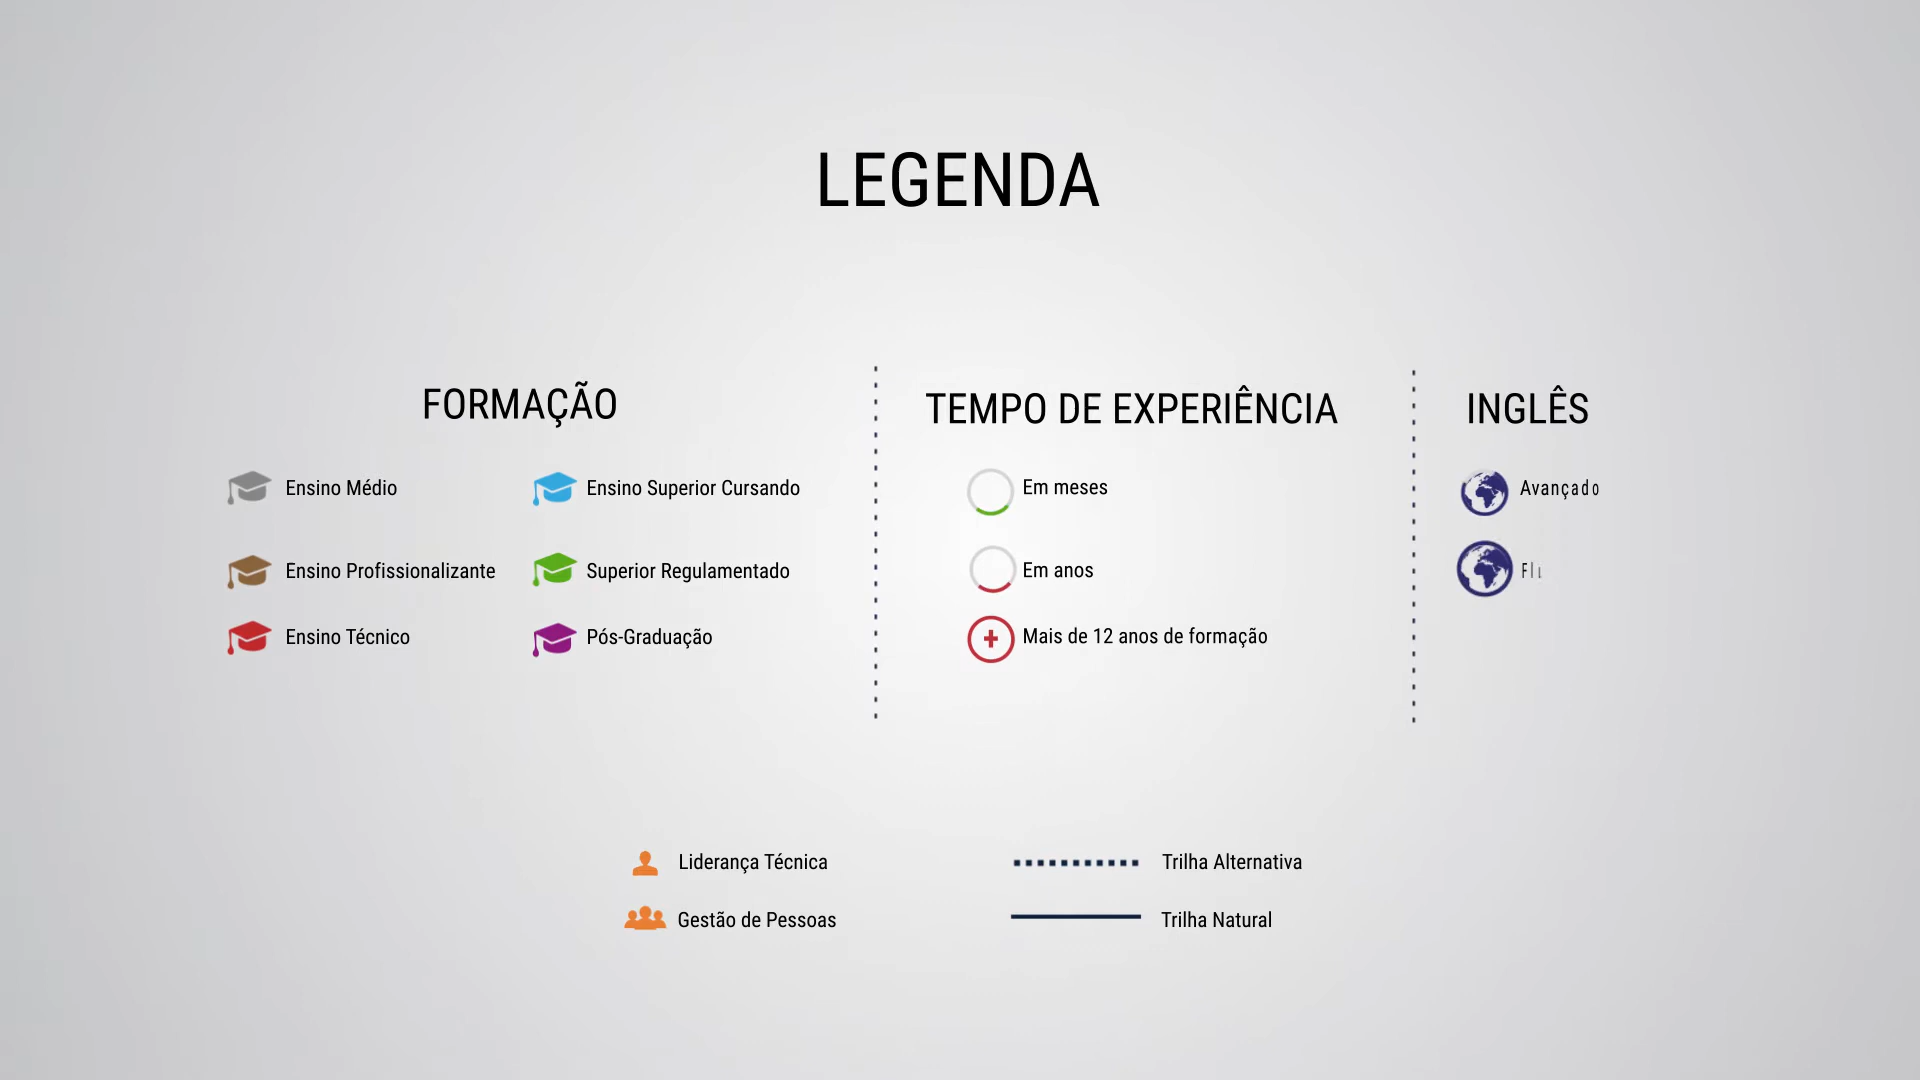 LEGENDA
FORMAÇÃO
Ensino Médio
Ensino Superior Cursando
Ensino Profissionalizante
Superior Regulamentado
Ensino Técnico
Pós-Graduação
TEMPO DE EXPERIÊNCIA
Em meses
Em anos
Mais de 12 anos de formação
INGLÊS
Avançado
Liderança Técnica
Gestão de Pessoas
Trilha Alternativa
Trilha Natural